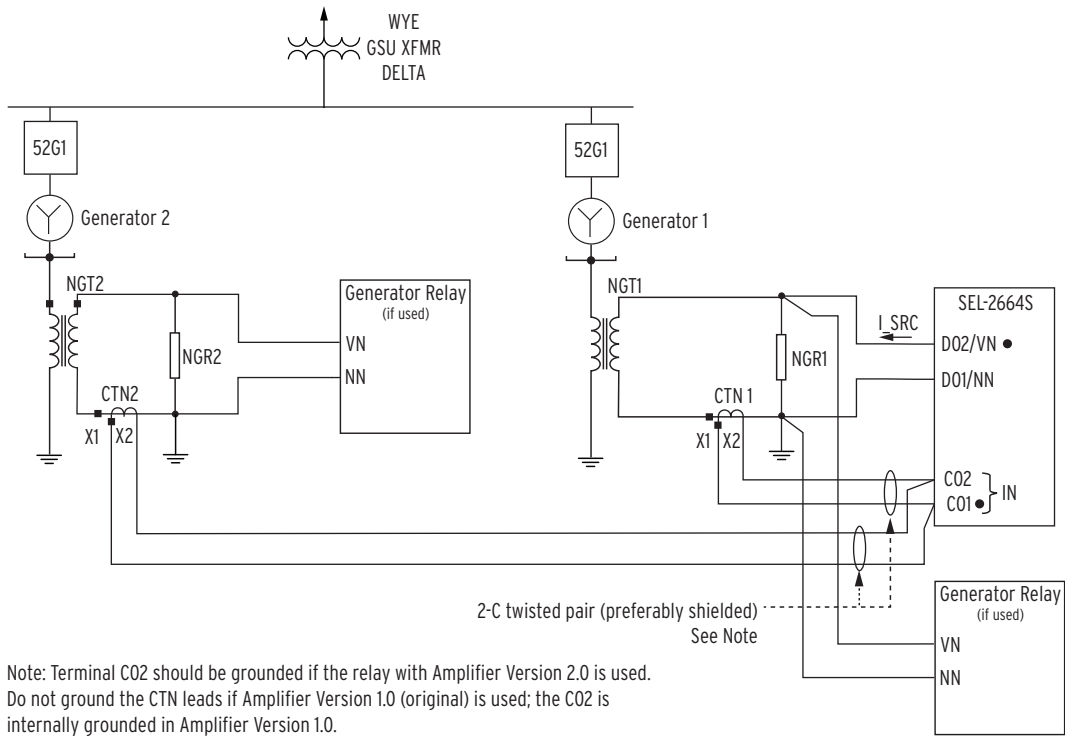 WYE
GSU XFMR
DELTA
52G1
52G1
Generator 2
Generator 1
NGT2
NGT1
Generator Relay
(if used)
SEL-2664S
I_SRC
VN
NGR2
NN
D02/VN
NGR1
D01/NN
CTN2
CTN 1
X1 X2
X1 X2
C02
IN
C01
2-C twisted pair (preferably shielded)
See Note
Generator Relay
(if used)
VN
NN
Note: Terminal C02 should be grounded if the relay with Amplifier Version 2.0 is used.
Do not ground the CTN leads if Amplifier Version 1.0 (original) is used; the C02 is
internally grounded in Amplifier Version 1.0.